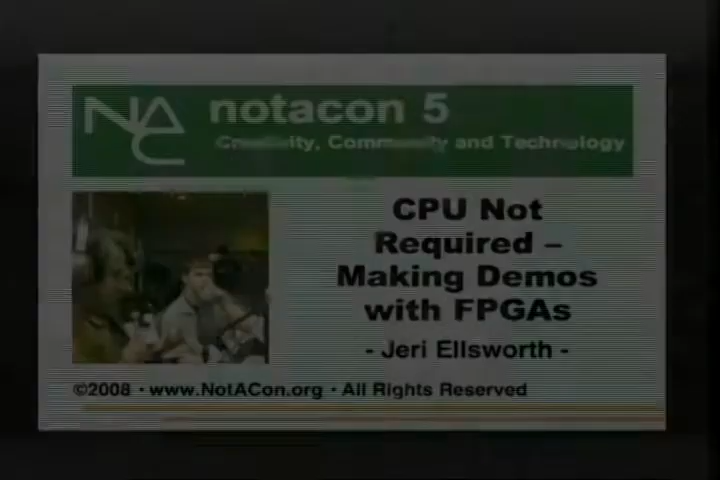 NAC
notacon 5
Creativity, Community and Technology
CPU Not
Required –
Making Demos
with FPGAs
- Jeri Ellsworth -
©2008 · www.NotACon.org · All Rights Reserved